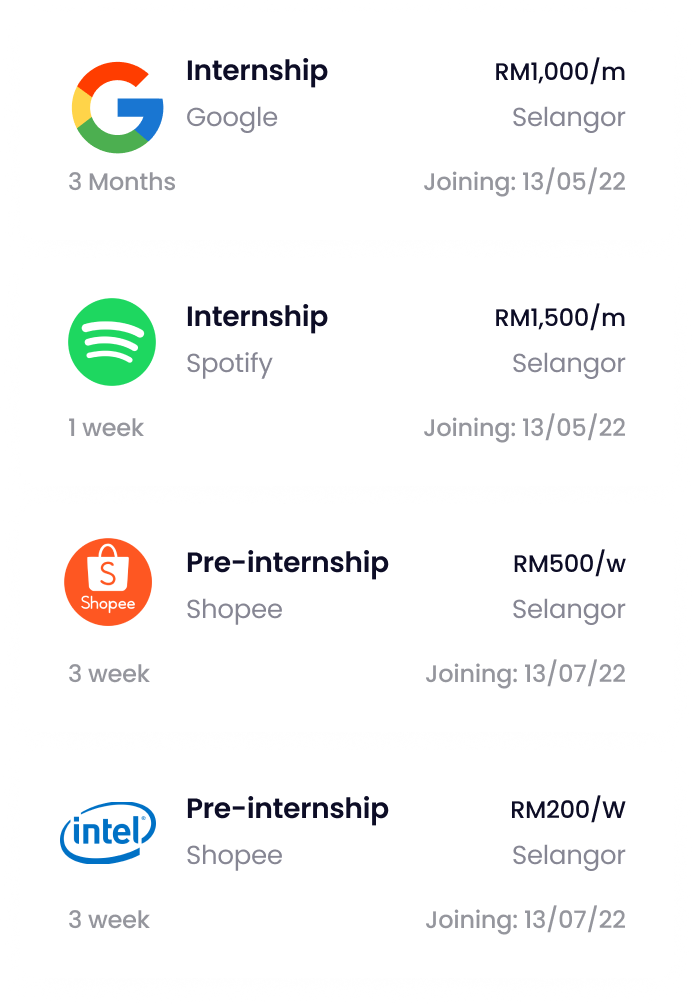 Internship RM1,000/m
Google Selangor
3 Months Joining: 13/05/22
Internship RM1,500/m
Spotify Selangor
1 week Joining: 13/05/22
Pre-internship RM500/w
Shopee
Shopee Selangor
3 week Joining: 13/07/22
Pre-internship RM200/W
intel
Shopee Selangor
3 week Joining: 13/07/22